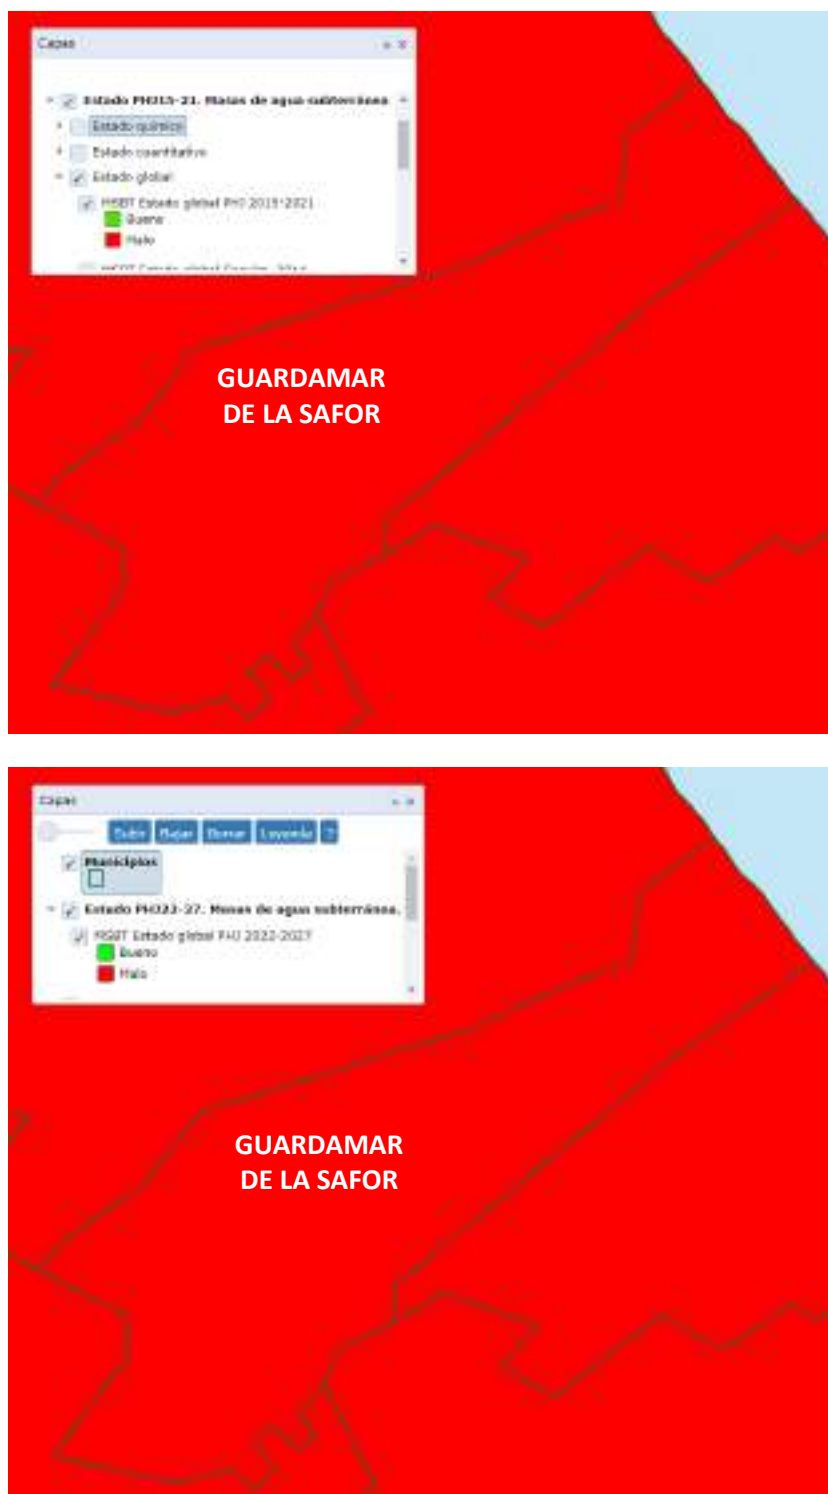 Capas
Estado PHJ15-21. Masas de agua subterránea
Estado químico
Estado cuantitativo
Estado global
MSBT Estado global PHJ 2015-2021
Bueno
Malo
GUARDAMAR
DE LA SAFOR
Capas
Subir Bajar Borrar Leyenda ?
Municipios
Estado PHJ22-27. Masas de agua subterránea.
MSBT Estado global PHJ 2022-2027
Bueno
Malo
GUARDAMAR
DE LA SAFOR